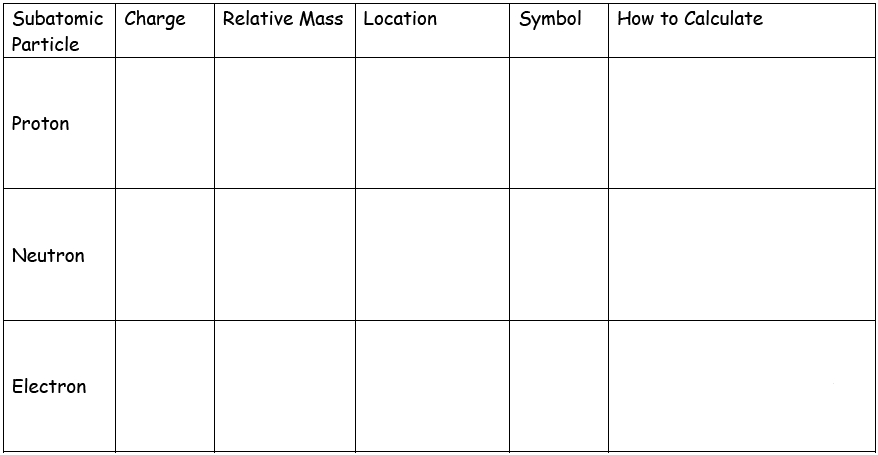 Subatomic Particle Charge Relative Mass Location Symbol How to Calculate
Proton
Neutron
Electron